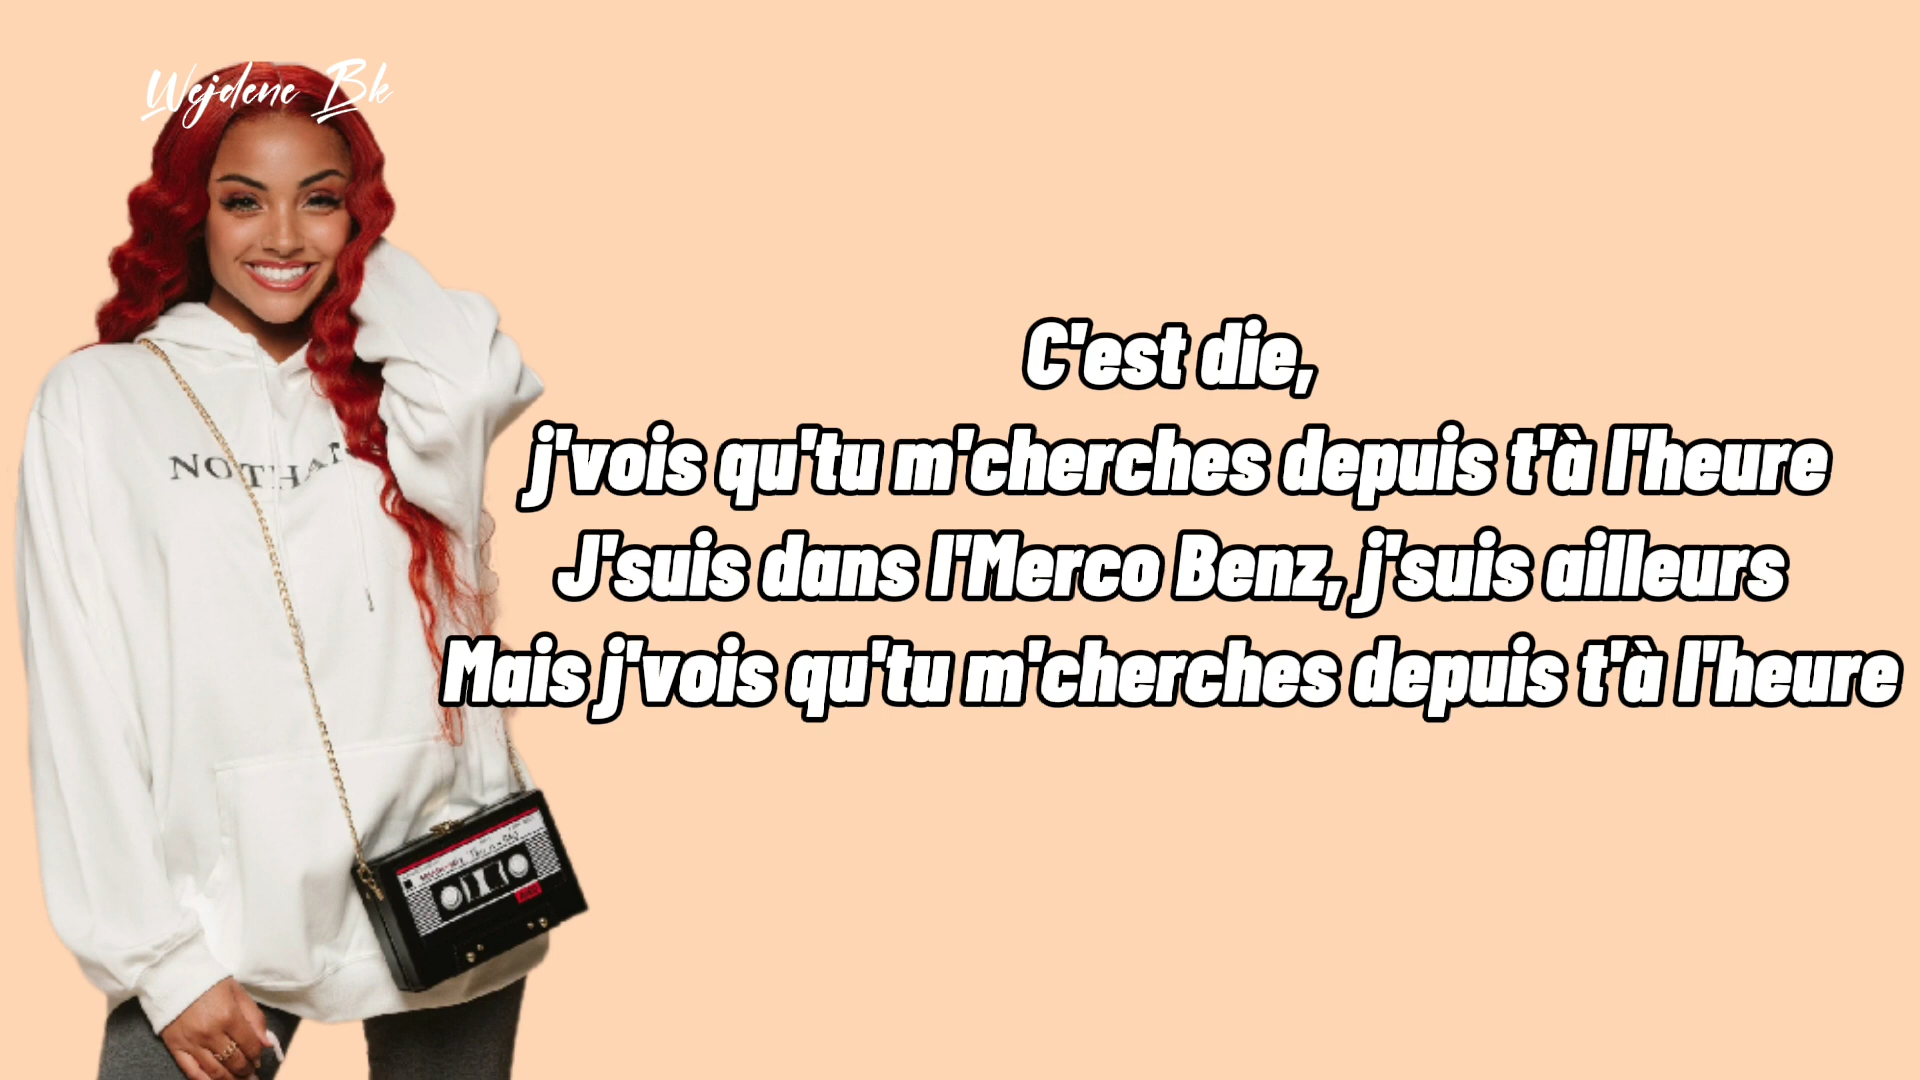 Wejdene Bk
NOTHA
C'est die,
j'vois qu'tu m'cherches depuis t'à l'heure
J'suis dans l'Merco Benz, j'suis ailleurs
Mais j'vois qu'tu m'cherches depuis t'à l'heure